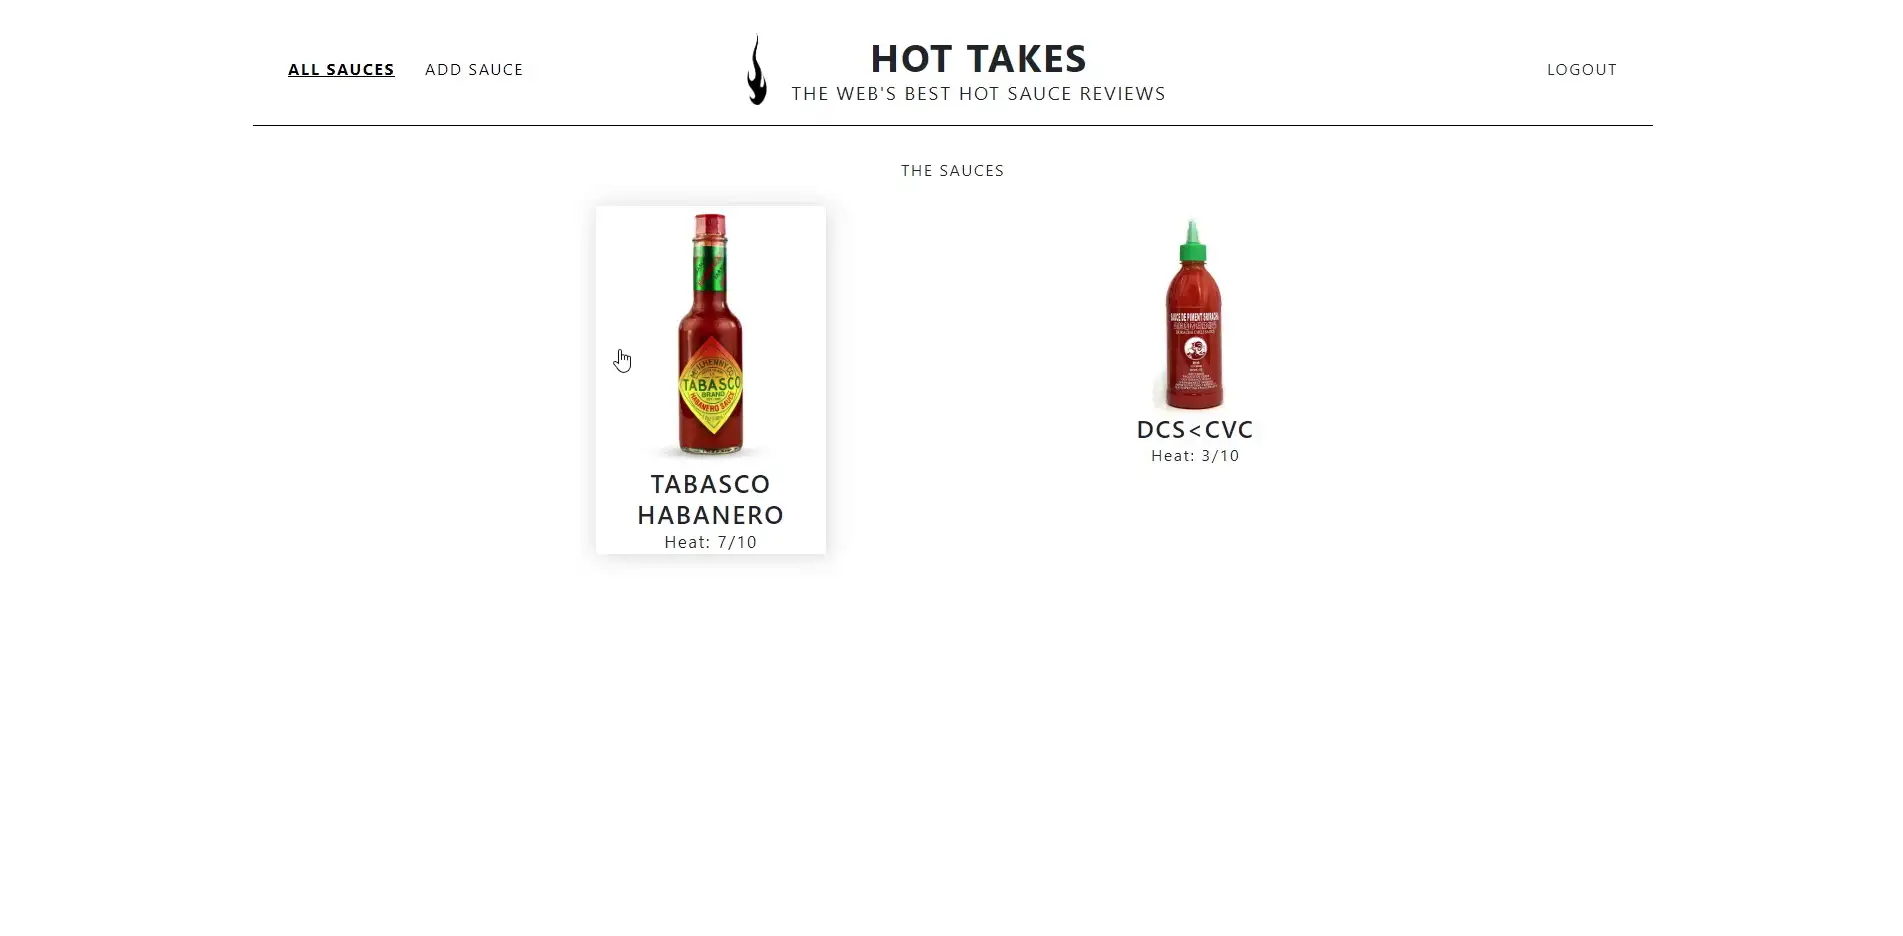 ALL SAUCES
ADD SAUCE
HOT TAKES
THE WEB'S BEST HOT SAUCE REVIEWS
LOGOUT
THE SAUCES
TABASCO
BRAND
HABANERO SAUCE
TABASCO
HABANERO
Heat: 7/10
SAUCE DE PIMENT SRIRACHA
DCS<CVC
Heat: 3/10